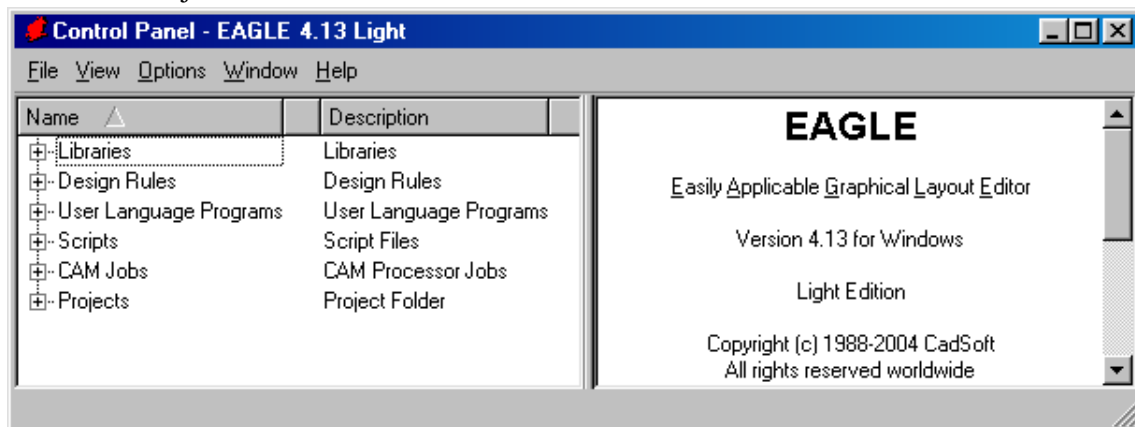 Control Panel - EAGLE 4.13 Light
File View Options Window Help
Name Description
Libraries Libraries
Design Rules Design Rules
User Language Programs User Language Programs
Scripts Script Files
CAM Jobs CAM Processor Jobs
Projects Project Folder
EAGLE
Easily Applicable Graphical Layout Editor
Version 4.13 for Windows
Light Edition
Copyright (c) 1988-2004 CadSoft
All rights reserved worldwide